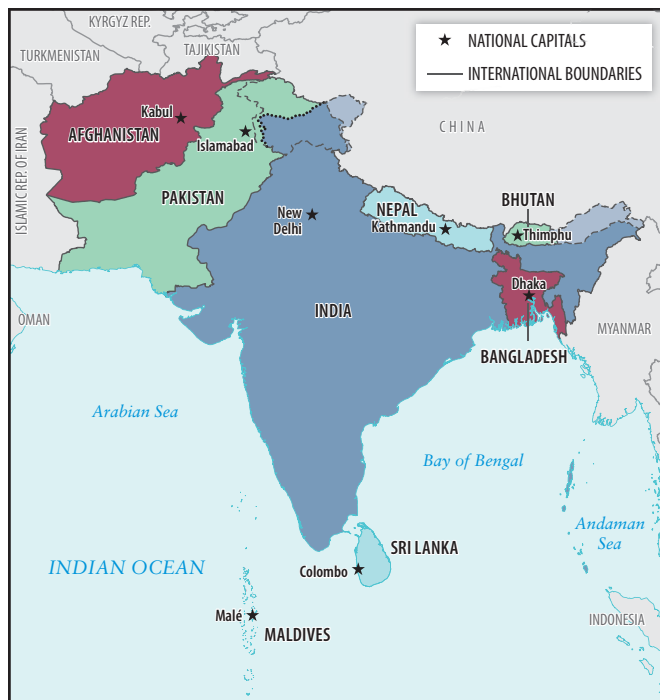 KYRGYZ REP.
TURKMENISTAN
TAJIKISTAN
NATIONAL CAPITALS
INTERNATIONAL BOUNDARIES
Kabul
AFGHANISTAN
Islamabad
CHINA
ISLAMIC REP. OF IRAN
PAKISTAN
New
Delhi
NEPAL
Kathmandu
BHUTAN
Thimphu
Dhaka
INDIA
OMAN
MYANMAR
BANGLADESH
Arabian Sea
Bay of Bengal
Andaman
Sea
SRI LANKA
INDIAN OCEAN
Colombo
Malé
MALDIVES
INDONESIA